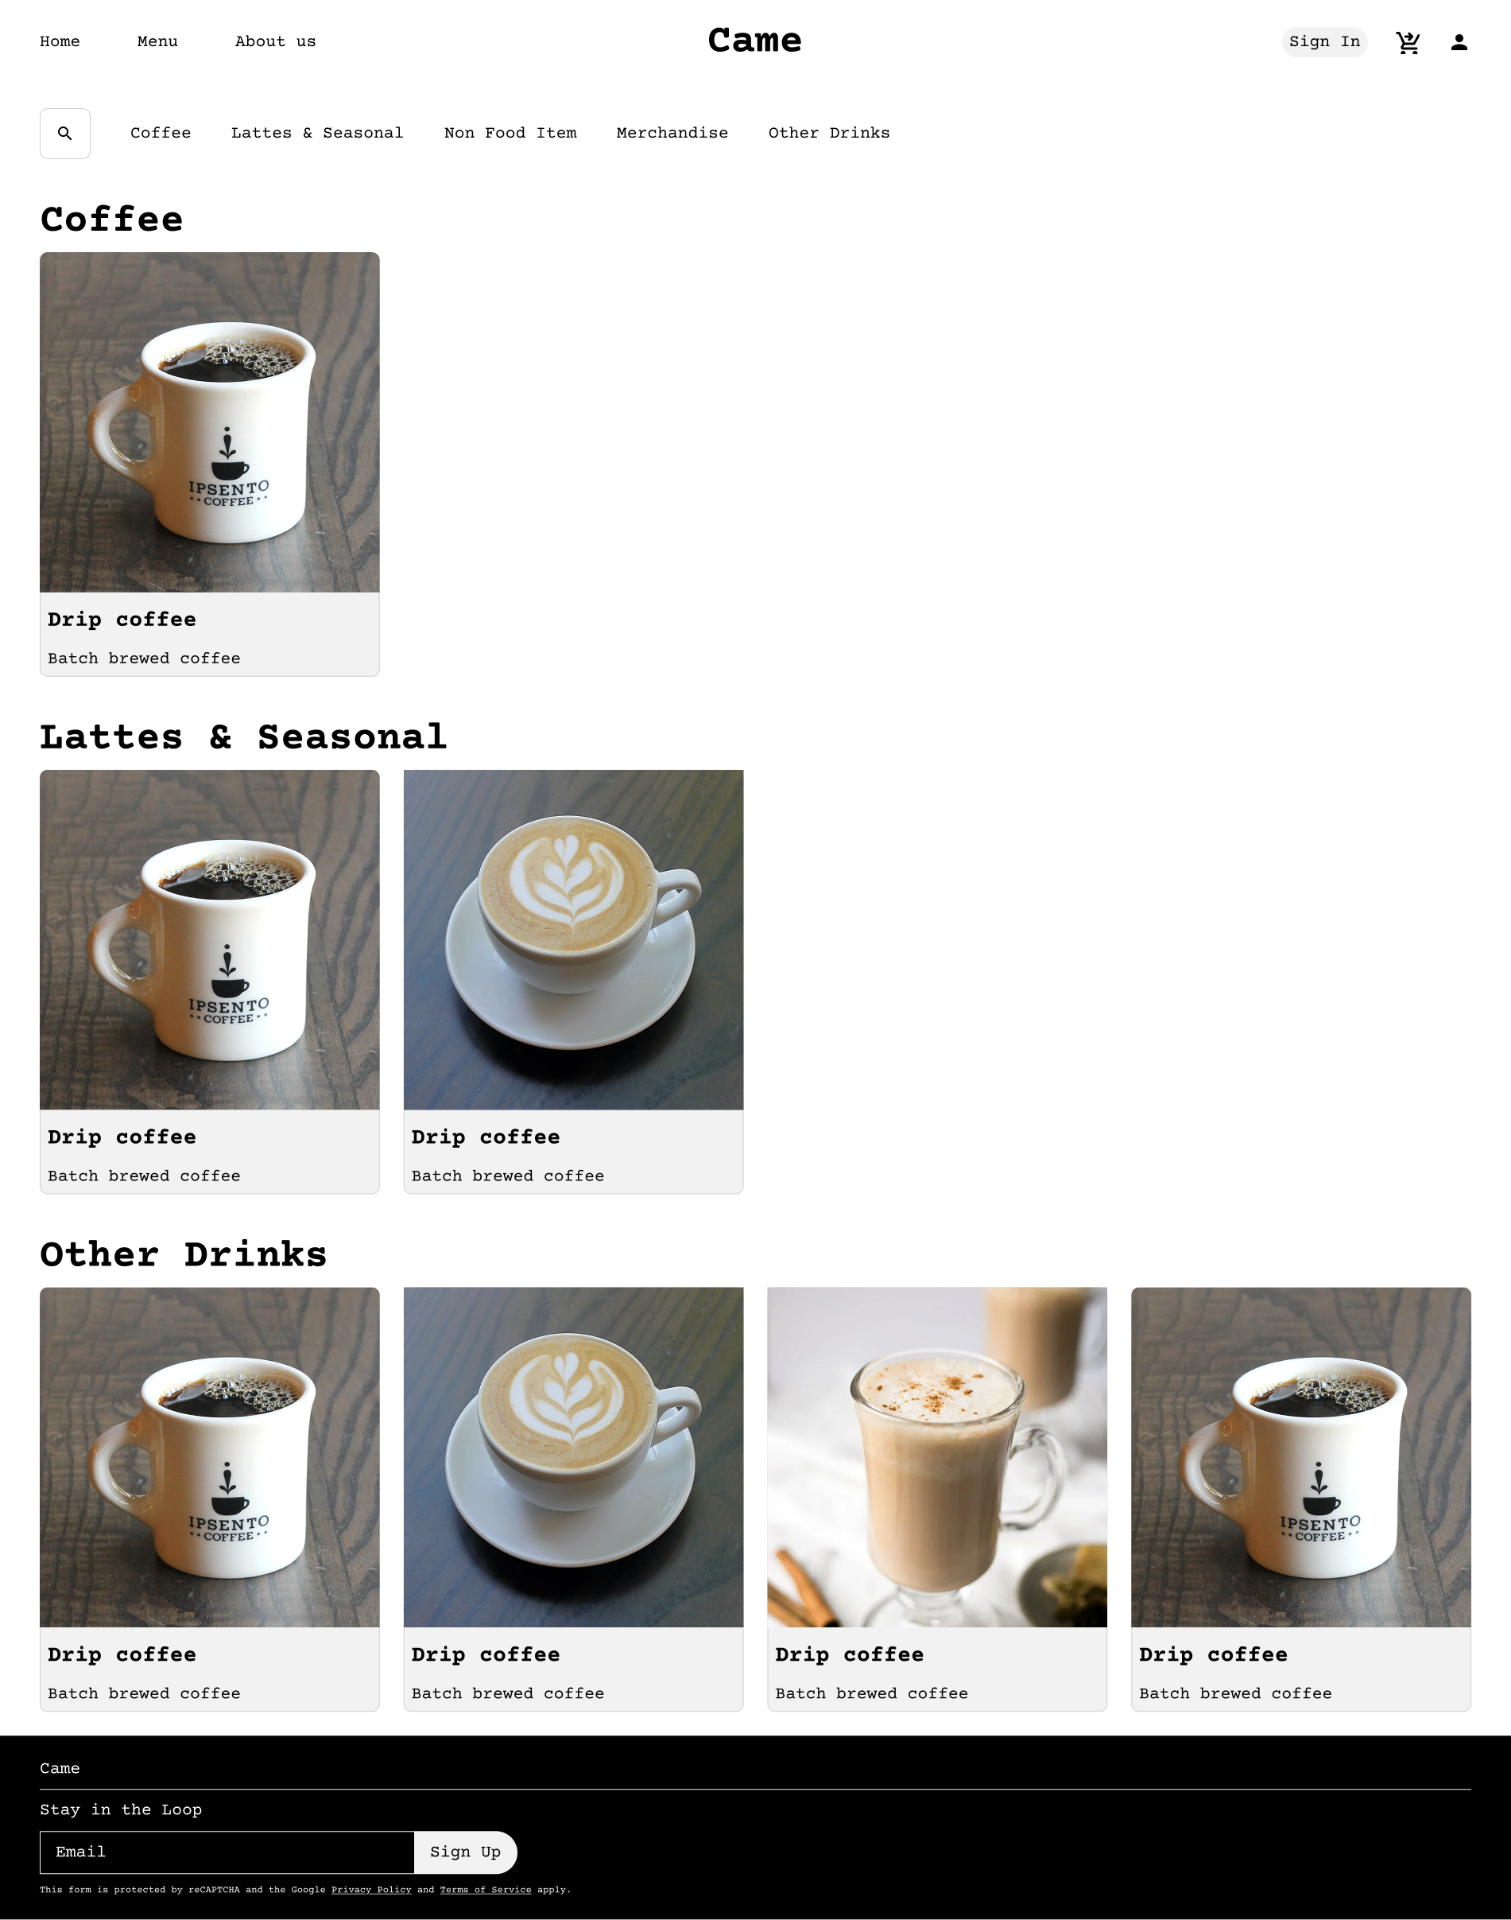 Home Menu About us Came Sign In
Coffee Lattes & Seasonal Non Food Item Merchandise Other Drinks
Coffee
IPSENTO
COFFEE
Drip coffee
Batch brewed coffee
Lattes & Seasonal
IPSENTO
COFFEE
Drip coffee
Batch brewed coffee
Drip coffee
Batch brewed coffee
Other Drinks
IPSENTO
COFFEE
Drip coffee
Batch brewed coffee
Drip coffee
Batch brewed coffee
Drip coffee
Batch brewed coffee
IPSENTO
COFFEE
Drip coffee
Batch brewed coffee
Came
Stay in the Loop
Email Sign Up
This form is protected by reCAPTCHA and the Google Privacy Policy and Terms of Service apply.